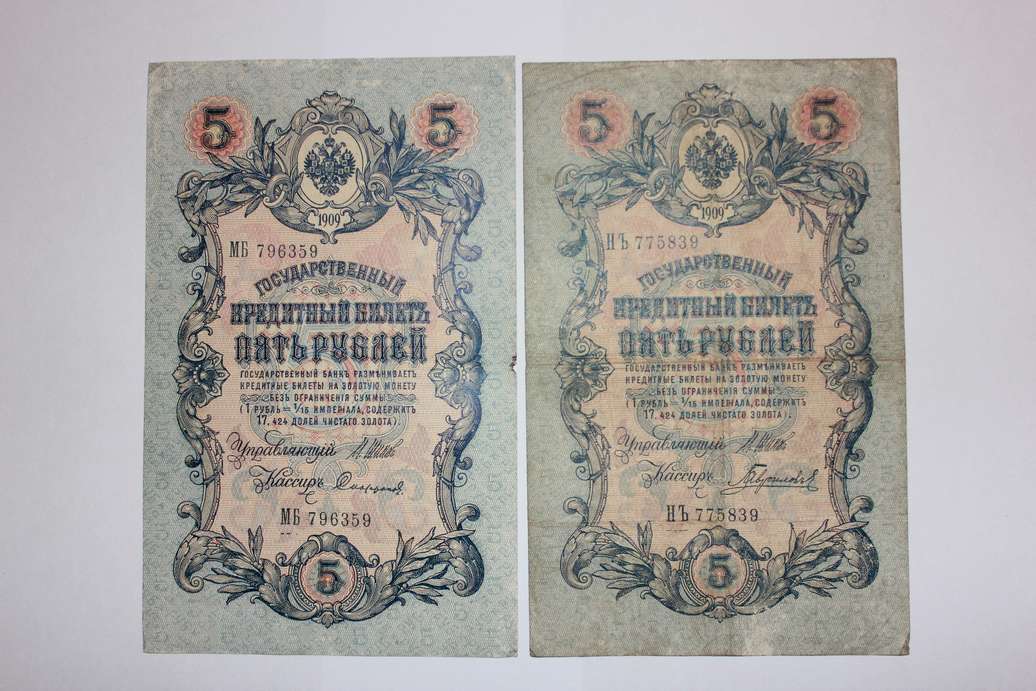 5 5
1909
МБ 796359
ГОСУДАРСТВЕННЫЙ
КРЕДИТНЫЙ БИЛЕТЪ
ПЯТЬ РУБЛЕЙ
ГОСУДАРСТВЕННЫЙ БАНКЪ РАЗМѢНИВАЕТЪ
КРЕДИТНЫЕ БИЛЕТЫ НА ЗОЛОТУЮ МОНЕТУ
БЕЗЪ ОГРАНИЧЕНІЯ СУММЫ
(1 РУБЛЬ = 1/15 ИМПЕРІАЛА, СОДЕРЖИТЪ
17,424 ДОЛЕЙ ЧИСТАГО ЗОЛОТА).
Управляющій
Кассиръ
МБ 796359
5
5 5
1909
НЪ 775839
ГОСУДАРСТВЕННЫЙ
КРЕДИТНЫЙ БИЛЕТЪ
ПЯТЬ РУБЛЕЙ
ГОСУДАРСТВЕННЫЙ БАНКЪ РАЗМѢНИВАЕТЪ
КРЕДИТНЫЕ БИЛЕТЫ НА ЗОЛОТУЮ МОНЕТУ
БЕЗЪ ОГРАНИЧЕНІЯ СУММЫ
(1 РУБЛЬ = 1/15 ИМПЕРІАЛА, СОДЕРЖИТЪ
17,424 ДОЛЕЙ ЧИСТАГО ЗОЛОТА).
Управляющій
Кассиръ
НЪ 775839
5